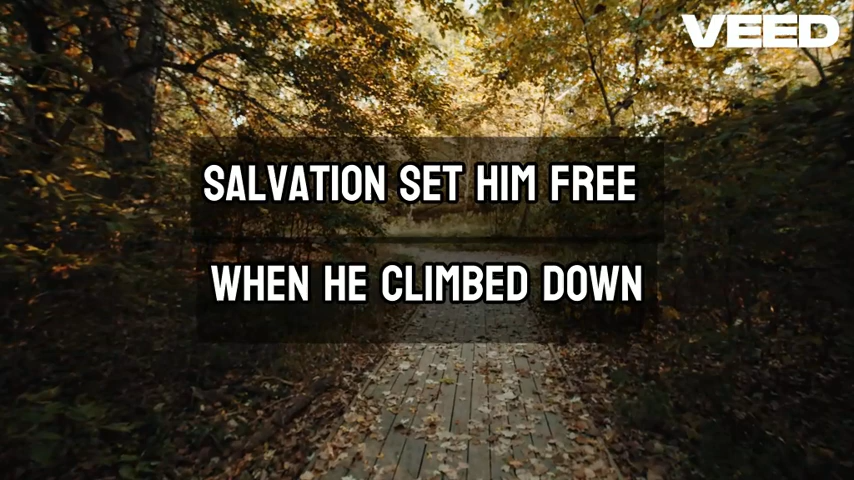 VEED
SALVATION SET HIM FREE
WHEN HE CLIMBED DOWN